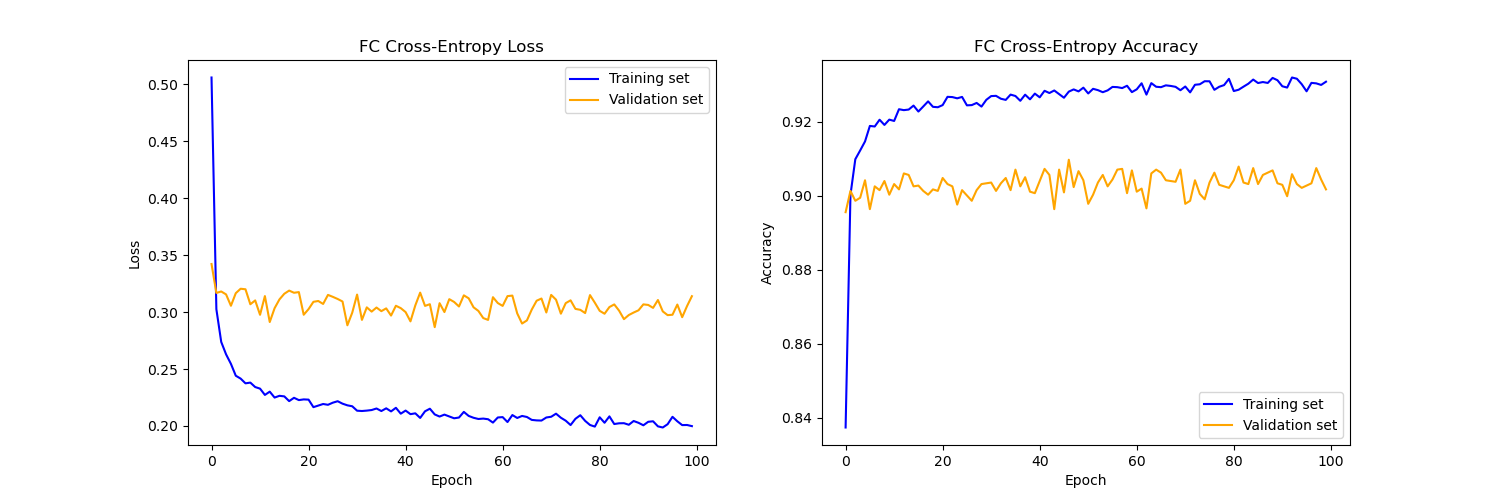 FC Cross-Entropy Loss
Training set
Validation set
0.50
0.45
0.40
0.35
0.30
0.25
0.20
Loss
0 20 40 60 80 100
Epoch
FC Cross-Entropy Accuracy
0.92
0.90
0.88
0.86
0.84
Accuracy
Training set
Validation set
0 20 40 60 80 100
Epoch